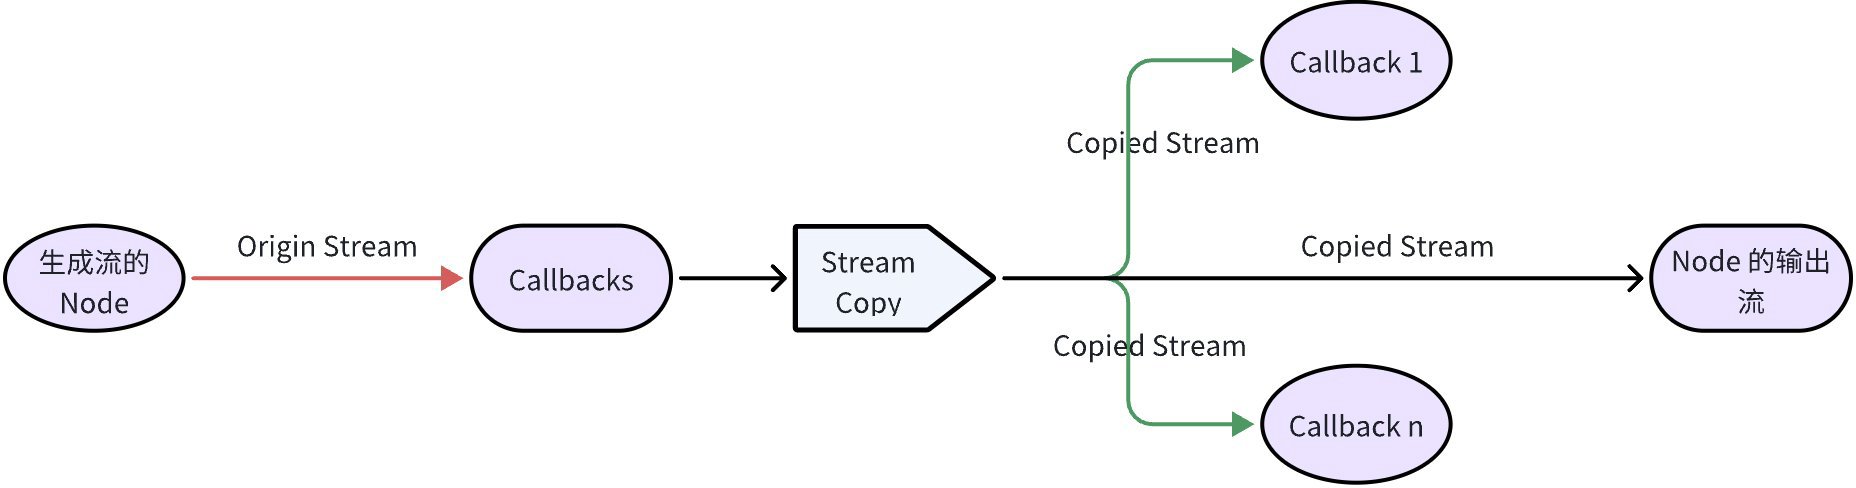 Callback 1
Copied Stream
生成流的
Node
Origin Stream
Callbacks
Stream
Copy
Copied Stream
Node 的输出
流
Copied Stream
Callback n